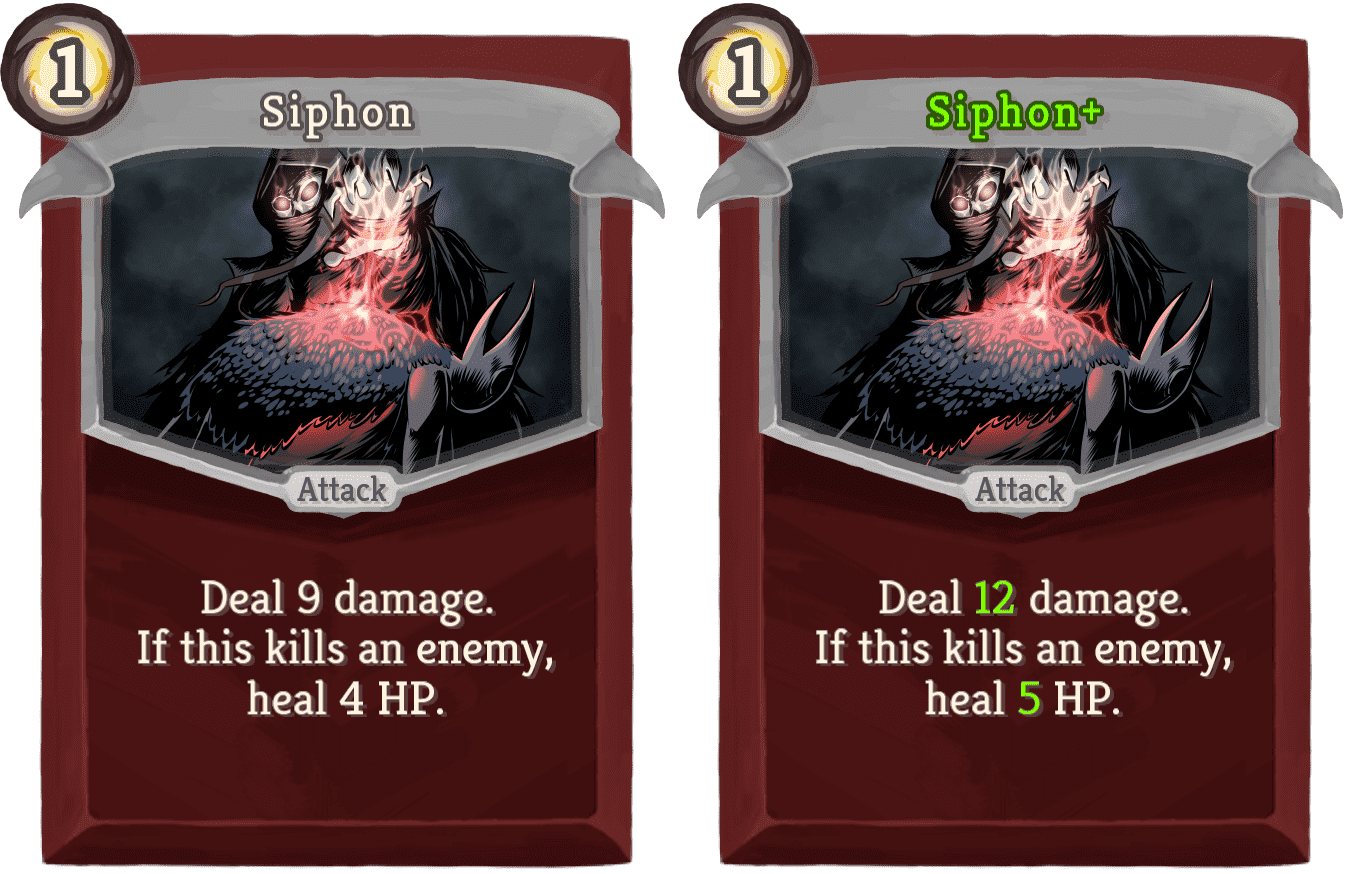 1
Siphon
Attack
Deal 9 damage.
If this kills an enemy,
heal 4 HP.
1
Siphon+
Attack
Deal 12 damage.
If this kills an enemy,
heal 5 HP.